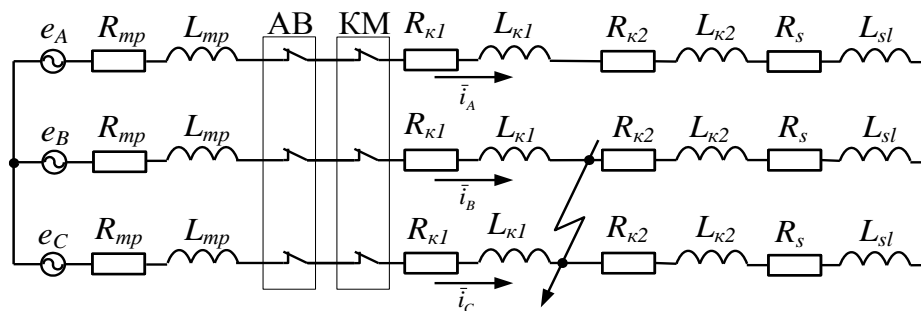 e_A R_тр L_тр АВ КМ R_к1 L_к1 R_к2 L_к2 R_s L_sl
i_A
e_B R_тр L_тр R_к1 L_к1 R_к2 L_к2 R_s L_sl
i_B
e_C R_тр L_тр R_к1 L_к1 R_к2 L_к2 R_s L_sl
i_C